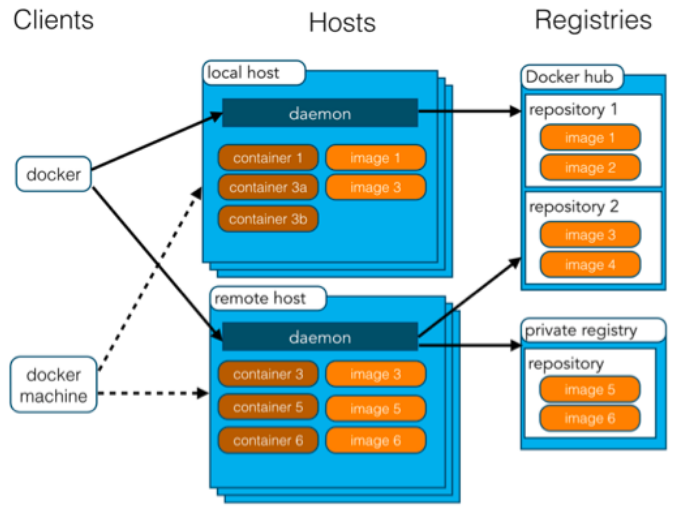 Clients
Hosts
Registries
docker
docker
machine
local host
daemon
container 1
image 1
container 3a
image 3
container 3b
remote host
daemon
container 3
image 3
container 5
image 5
container 6
image 6
Docker hub
repository 1
image 1
image 2
repository 2
image 3
image 4
private registry
repository
image 5
image 6